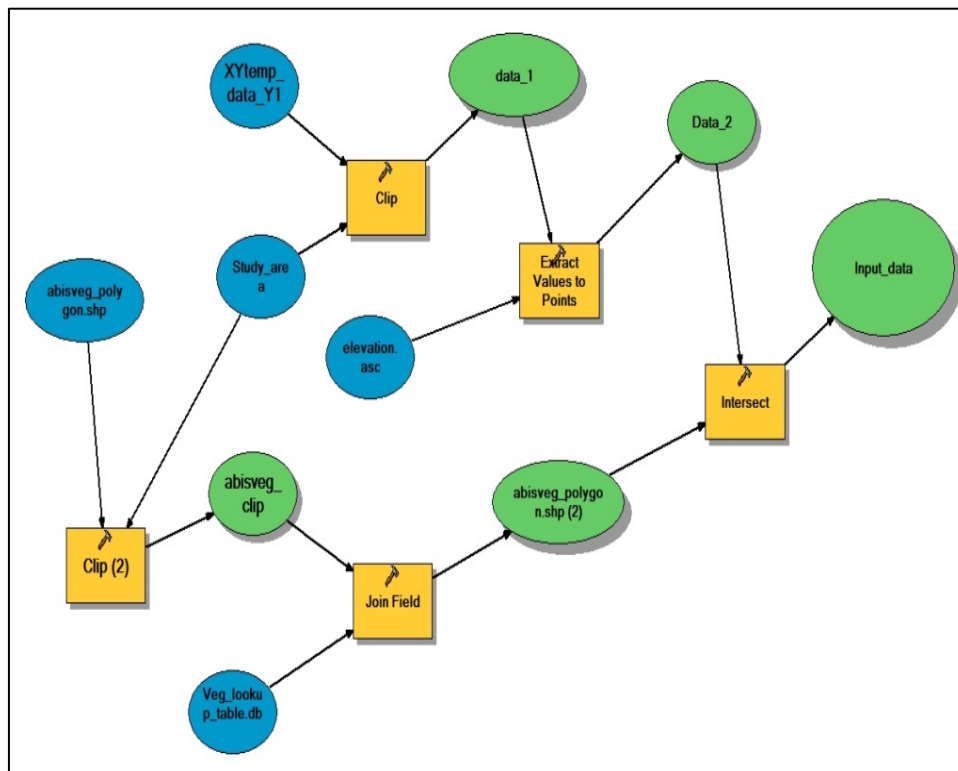 XYtemp_
data_Y1
data_1
Data_2
Clip
Study_are
a
abisveg_poly
gon.shp
Extract
Values to
Points
Input_data
elevation.
asc
Intersect
abisveg_
clip
abisveg_polygo
n.shp (2)
Clip (2)
Join Field
Veg_looku
p_table.db